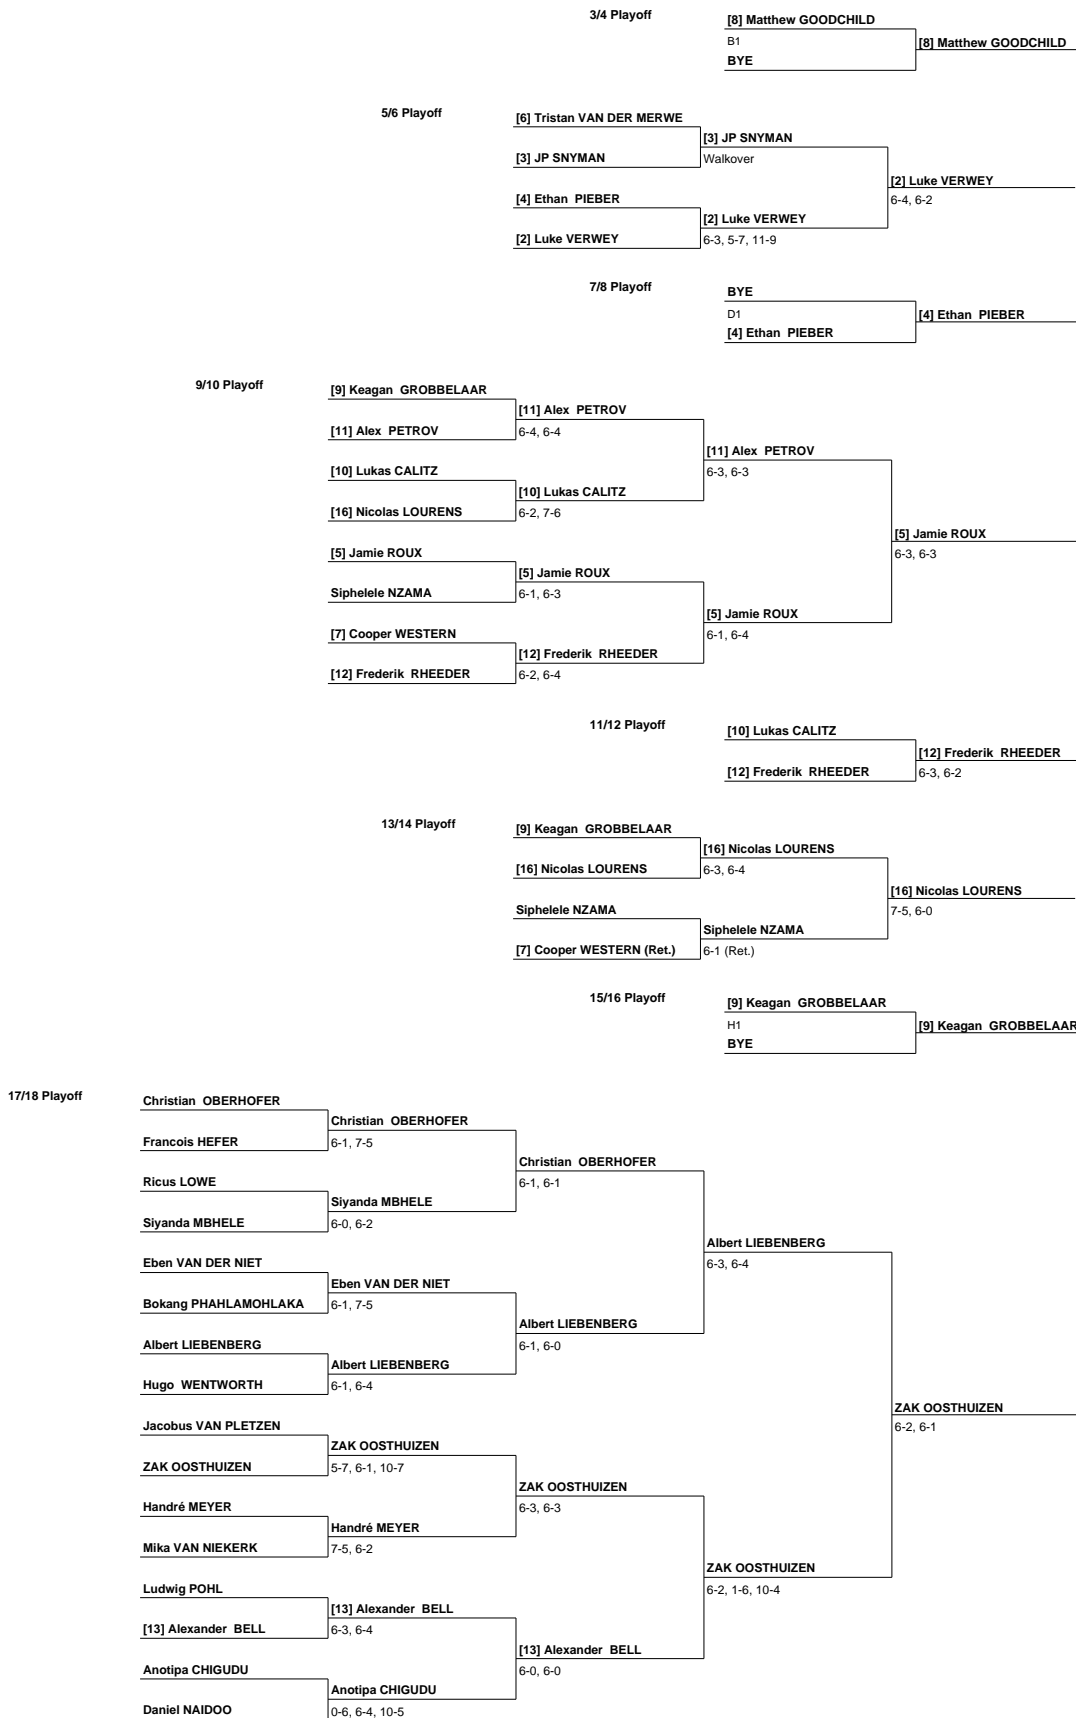 3/4 Playoff
[8] Matthew GOODCHILD
B1
[8] Matthew GOODCHILD
BYE
5/6 Playoff
[6] Tristan VAN DER MERWE
[3] JP SNYMAN
[3] JP SNYMAN
Walkover
[2] Luke VERWEY
6-4, 6-2
[4] Ethan PIEBER
[2] Luke VERWEY
[2] Luke VERWEY
6-3, 5-7, 11-9
7/8 Playoff
BYE
D1
[4] Ethan PIEBER
[4] Ethan PIEBER
9/10 Playoff
[9] Keagan GROBBELAAR
[11] Alex PETROV
[11] Alex PETROV
6-4, 6-4
[11] Alex PETROV
6-3, 6-3
[10] Lukas CALITZ
[10] Lukas CALITZ
[16] Nicolas LOURENS
6-2, 7-6
[5] Jamie ROUX
6-3, 6-3
[5] Jamie ROUX
[5] Jamie ROUX
Siphelele NZAMA
6-1, 6-3
[5] Jamie ROUX
6-1, 6-4
[7] Cooper WESTERN
[12] Frederik RHEEDER
[12] Frederik RHEEDER
6-2, 6-4
11/12 Playoff
[10] Lukas CALITZ
[12] Frederik RHEEDER
[12] Frederik RHEEDER
6-3, 6-2
13/14 Playoff
[9] Keagan GROBBELAAR
[16] Nicolas LOURENS
[16] Nicolas LOURENS
6-3, 6-4
[16] Nicolas LOURENS
7-5, 6-0
Siphelele NZAMA
Siphelele NZAMA
[7] Cooper WESTERN (Ret.)
6-1 (Ret.)
15/16 Playoff
[9] Keagan GROBBELAAR
H1
[9] Keagan GROBBELAAR
BYE
17/18 Playoff
Christian OBERHOFER
Christian OBERHOFER
Francois HEFER
6-1, 7-5
Christian OBERHOFER
6-1, 6-1
Ricus LOWE
Siyanda MBHELE
Siyanda MBHELE
6-0, 6-2
Albert LIEBENBERG
6-3, 6-4
Eben VAN DER NIET
Eben VAN DER NIET
Bokang PHAHLAMOHLAKA
6-1, 7-5
Albert LIEBENBERG
6-1, 6-0
Albert LIEBENBERG
Albert LIEBENBERG
Hugo WENTWORTH
6-1, 6-4
ZAK OOSTHUIZEN
6-2, 6-1
Jacobus VAN PLETZEN
ZAK OOSTHUIZEN
ZAK OOSTHUIZEN
5-7, 6-1, 10-7
ZAK OOSTHUIZEN
6-3, 6-3
Handré MEYER
Handré MEYER
Mika VAN NIEKERK
7-5, 6-2
ZAK OOSTHUIZEN
6-2, 1-6, 10-4
Ludwig POHL
[13] Alexander BELL
[13] Alexander BELL
6-3, 6-4
[13] Alexander BELL
6-0, 6-0
Anotipa CHIGUDU
Anotipa CHIGUDU
Daniel NAIDOO
0-6, 6-4, 10-5